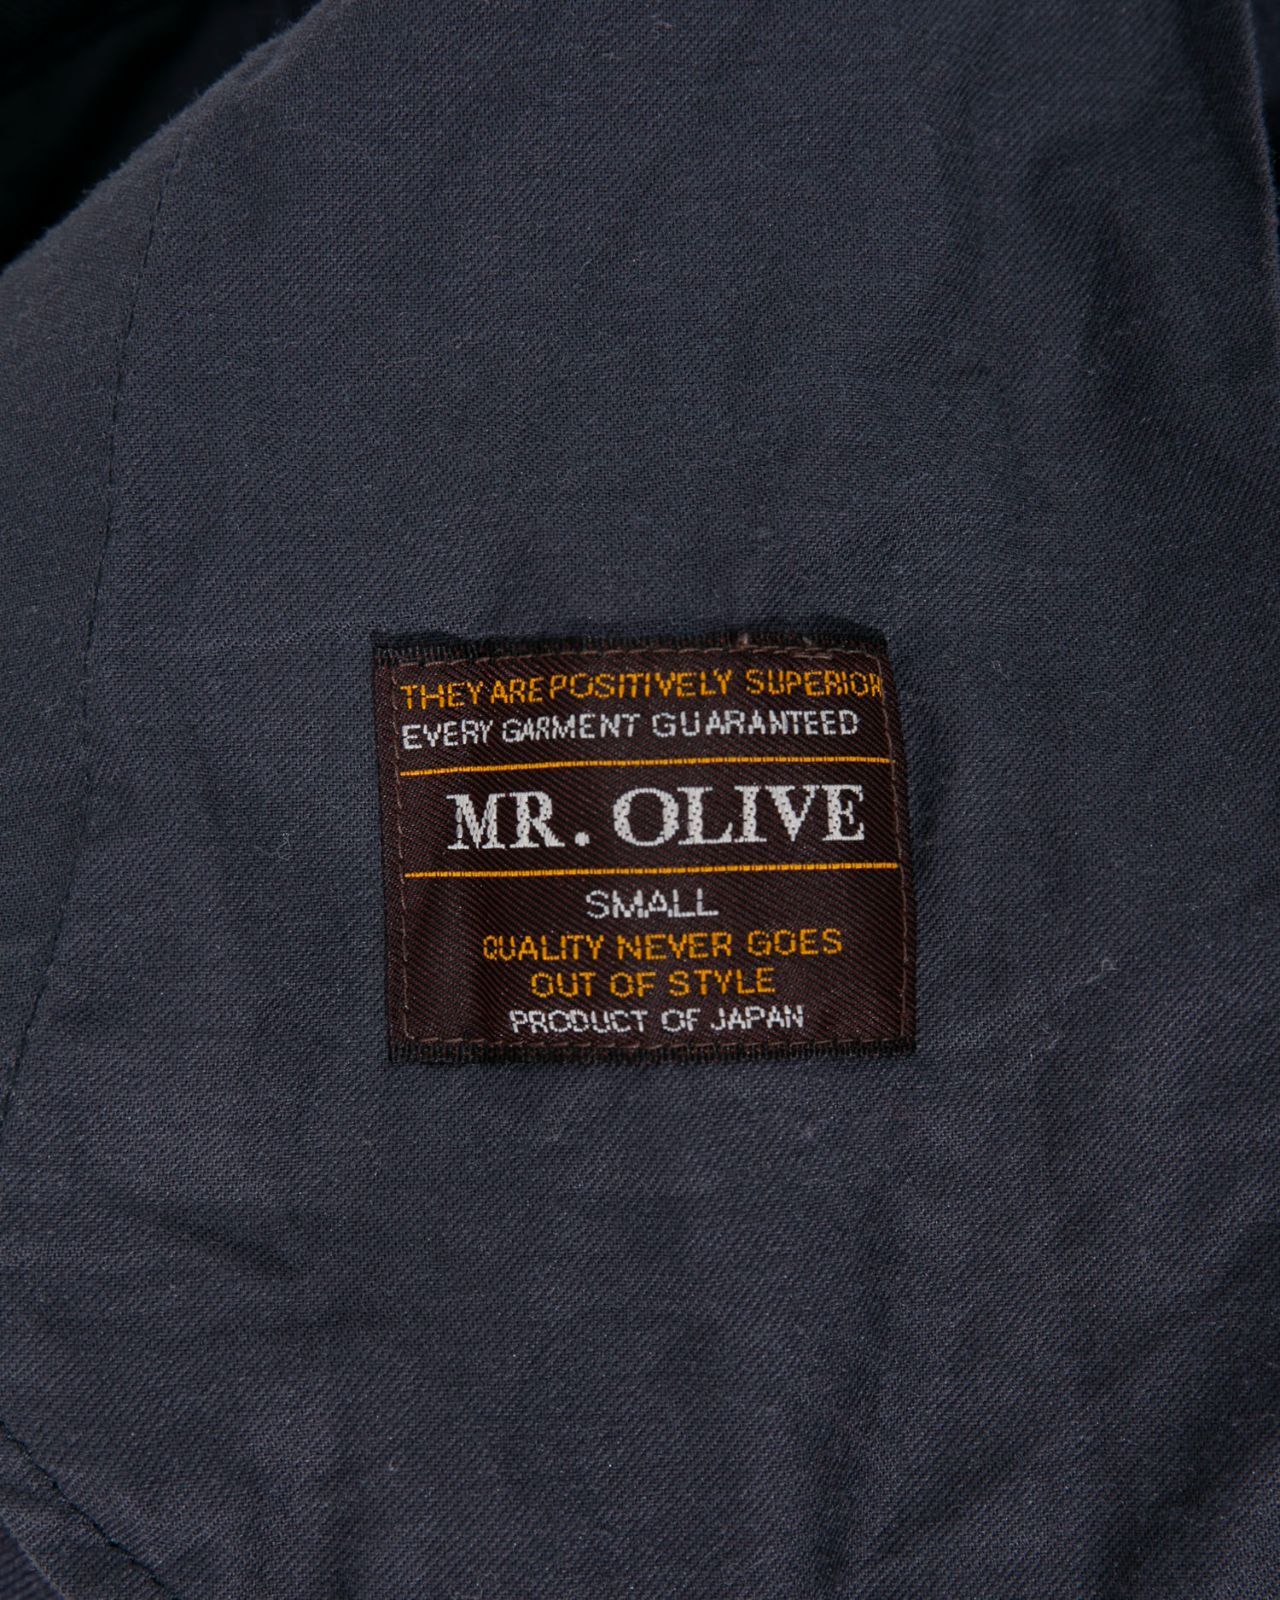 THEY ARE POSITIVELY SUPERIOR
EVERY GARMENT GUARANTEED
MR. OLIVE
SMALL
QUALITY NEVER GOES
OUT OF STYLE
PRODUCT OF JAPAN